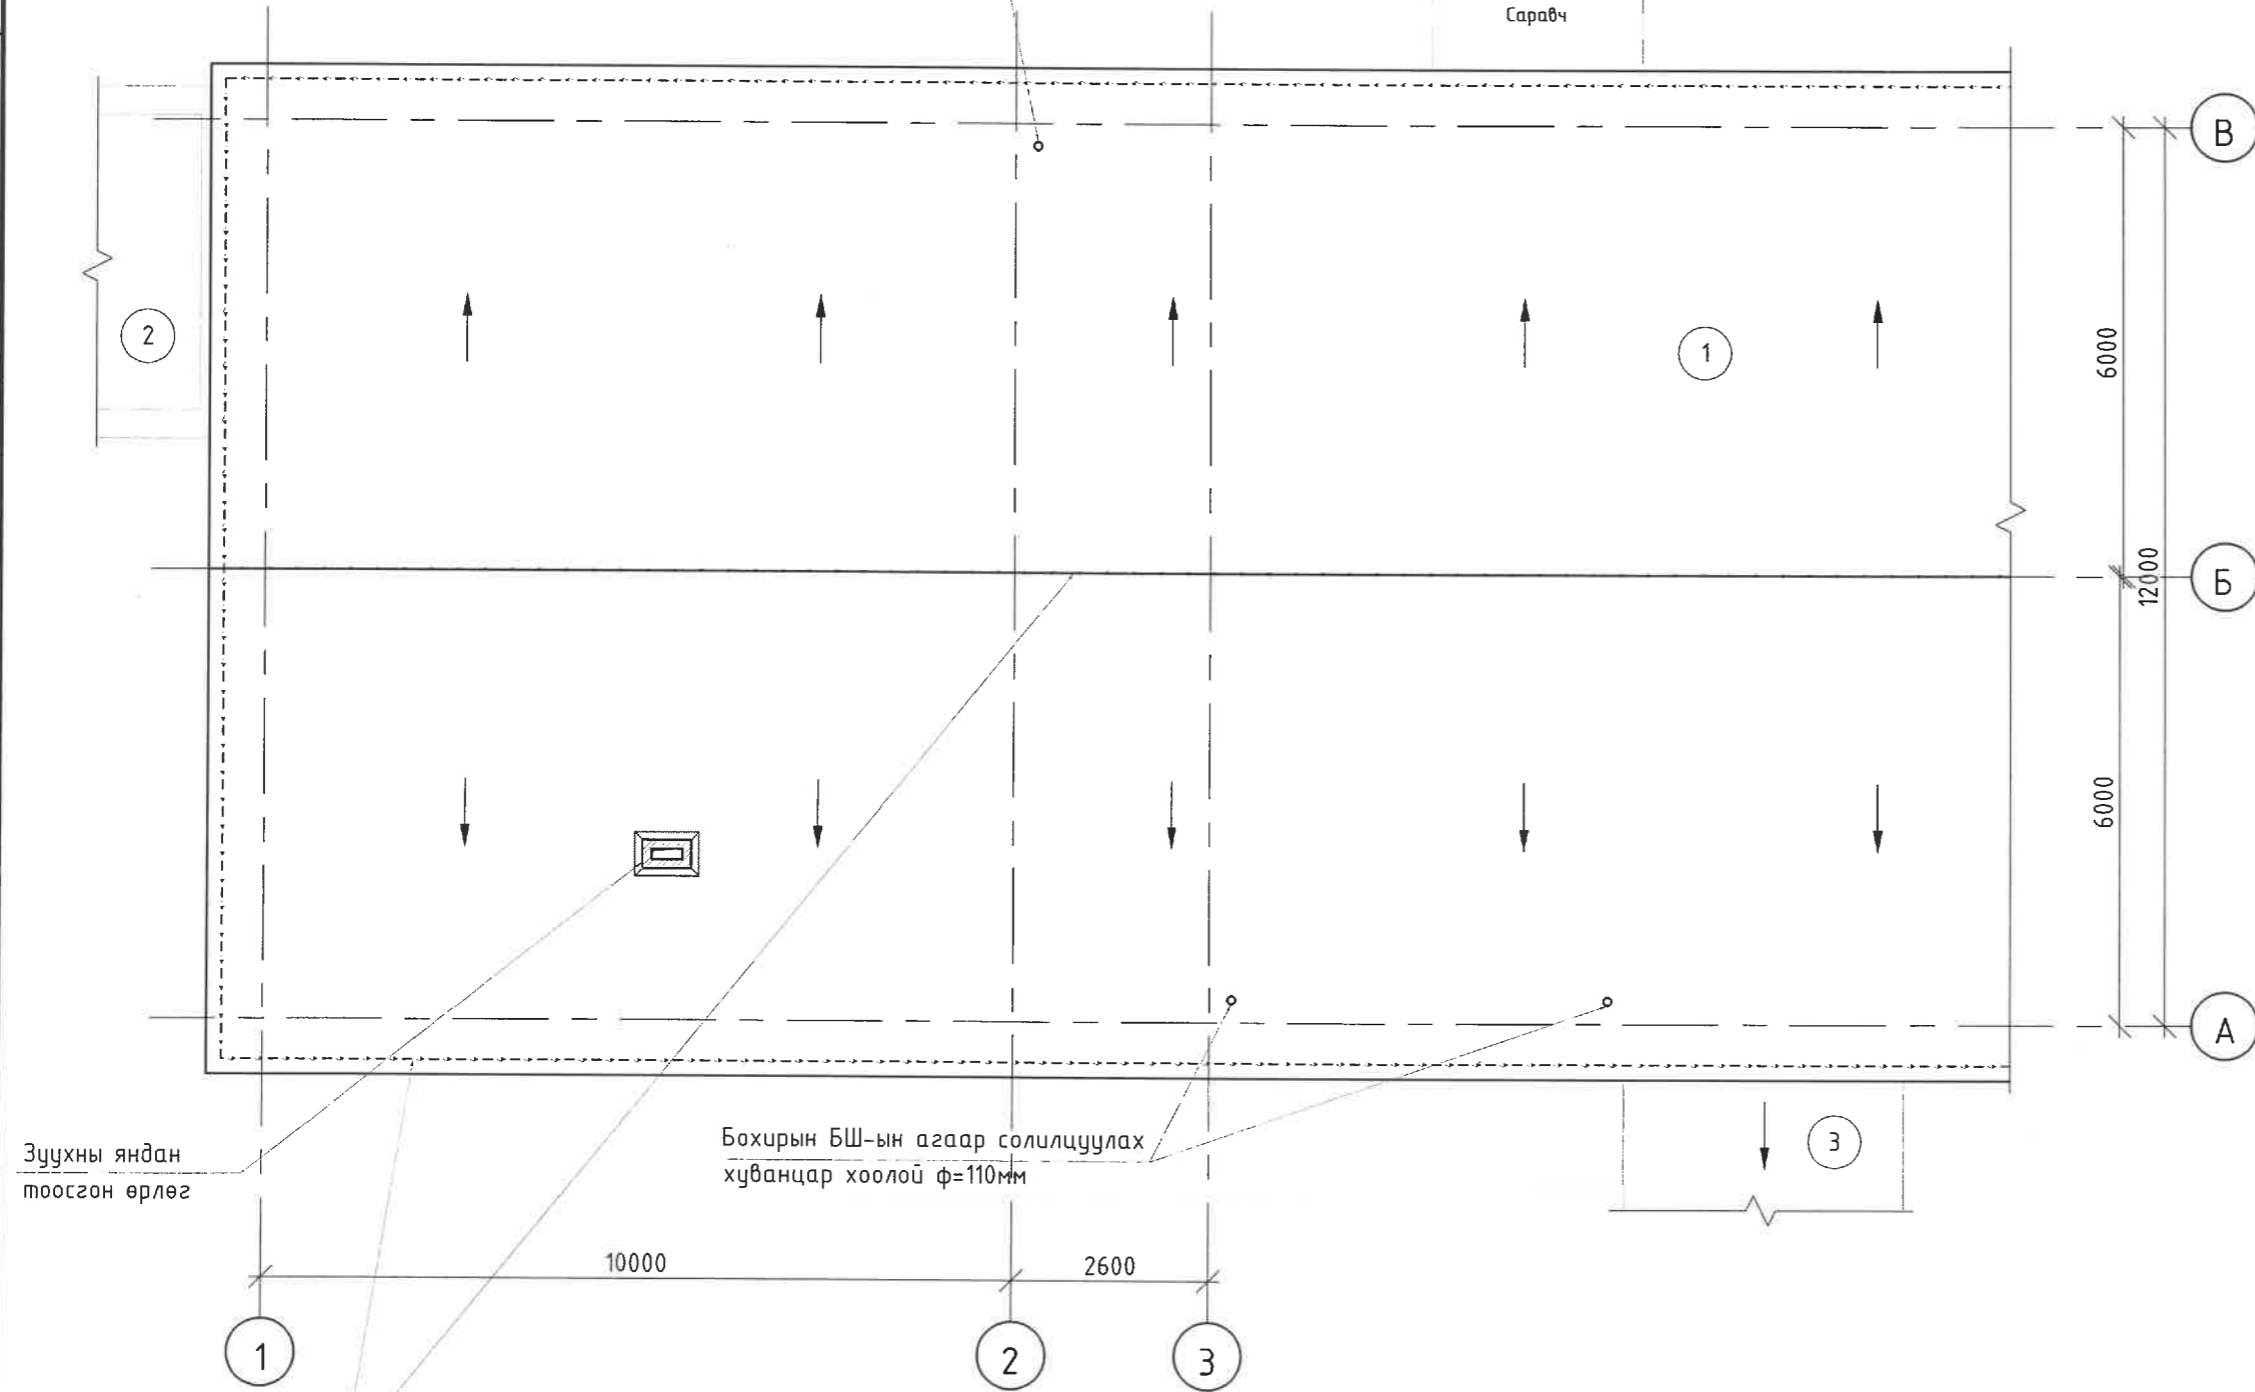 Саравч
В
2
1
6000
12000
Б
6000
А
3
Зуухны яндан
тоосгон өрлөг
Бохирын БШ-ын агаар солилцуулах
хуванцар хоолой ф=110мм
10000
2600
1
2
3